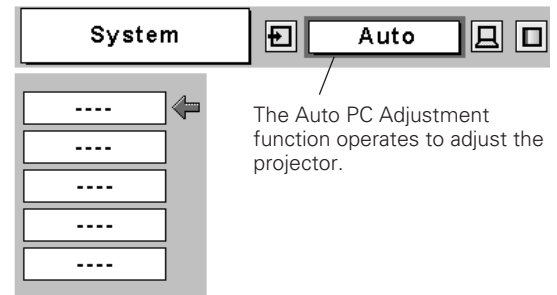 System
Auto
----
----
----
----
----
The Auto PC Adjustment
function operates to adjust the
projector.